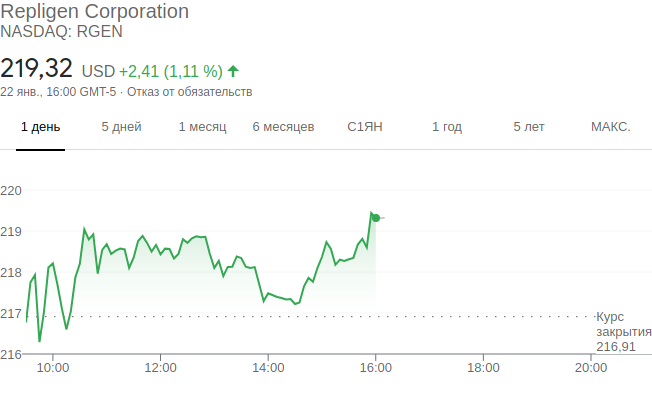 Repligen Corporation
NASDAQ: RGEN
219,32 USD +2,41 (1,11 %)
22 янв., 16:00 GMT-5 · Отказ от обязательств
1 день 5 дней 1 месяц 6 месяцев С1ЯН 1 год 5 лет МАКС.
220
219
218
217
216
Курс
закрытия
216,91
10:00 12:00 14:00 16:00 18:00 20:00